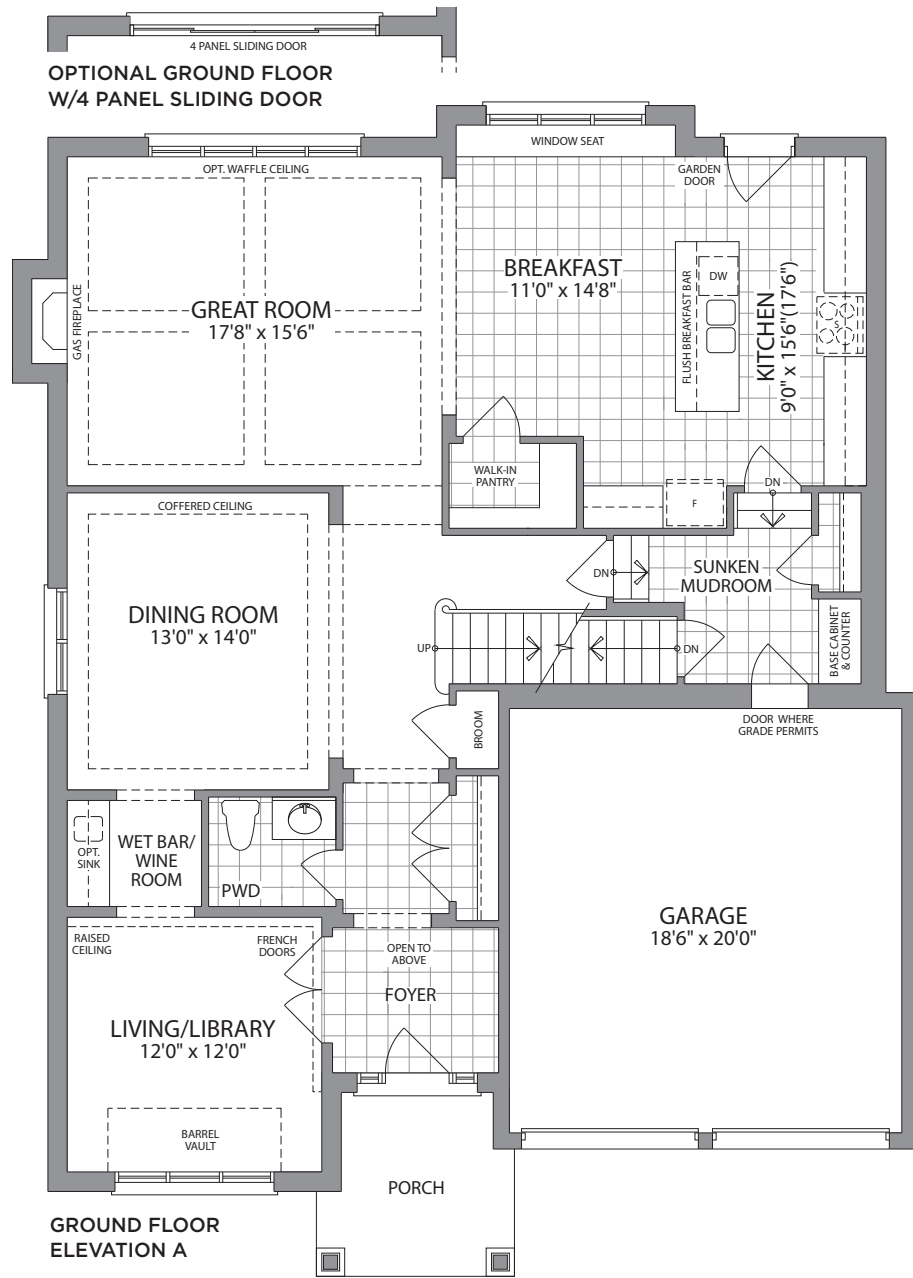 4 PANEL SLIDING DOOR
OPTIONAL GROUND FLOOR
W/4 PANEL SLIDING DOOR
WINDOW SEAT
OPT. WAFFLE CEILING
GARDEN
DOOR
BREAKFAST
11'0" x 14'8"
DW
FLUSH BREAKFAST BAR
KITCHEN
9'0" x 15'6"(17'6")
S
GAS FIREPLACE
GREAT ROOM
17'8" x 15'6"
WALK-IN
PANTRY
F
DN
COFFERED CEILING
DN
SUNKEN
MUDROOM
DINING ROOM
13'0" x 14'0"
UP
DN
BASE CABINET
& COUNTER
BROOM
DOOR WHERE
GRADE PERMITS
OPT.
SINK
WET BAR/
WINE
ROOM
PWD
GARAGE
18'6" x 20'0"
RAISED
CEILING
FRENCH
DOORS
OPEN TO
ABOVE
FOYER
LIVING/LIBRARY
12'0" x 12'0"
BARREL
VAULT
PORCH
GROUND FLOOR
ELEVATION A